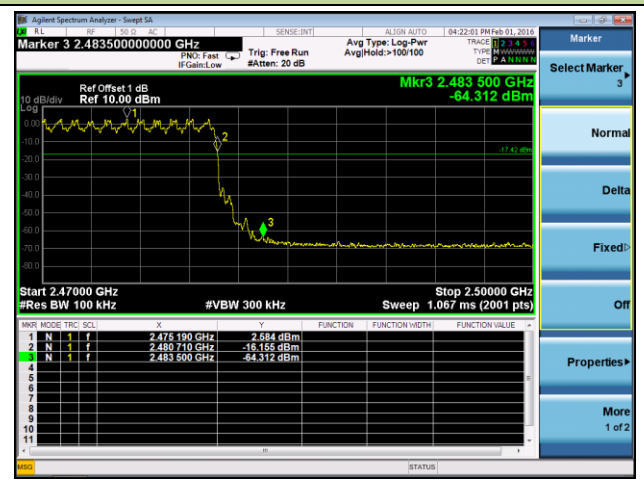 Agilent Spectrum Analyzer - Swept SA
RL RF 50 Ω AC SENSE:INT ALIGN AUTO 04:22:01 PM Feb 01, 2016
Marker 3 2.483500000000 GHz
PNO: Fast
IFGain:Low
Trig: Free Run
#Atten: 20 dB
Avg Type: Log-Pwr
Avg|Hold:>100/100
TRACE 1 2 3 4 5 6
TYPE MWWWWW
DET P A N N N N
Ref Offset 1 dB
10 dB/div Ref 10.00 dBm
Mkr3 2.483 500 GHz
-64.312 dBm
Log
1
0.00
2
-17.42 dBm
-20.0
-30.0
-40.0
-60.0
3
-70.0
-80.0
Start 2.47000 GHz Stop 2.50000 GHz
#Res BW 100 kHz #VBW 300 kHz Sweep 1.067 ms (2001 pts)
MKR MODE TRC SCL X Y FUNCTION FUNCTION WIDTH FUNCTION VALUE
1 N 1 f 2.475 190 GHz 2.584 dBm
2 N 1 f 2.480 710 GHz -16.155 dBm
3 N 1 f 2.483 500 GHz -64.312 dBm
4
5
6
7
8
9
10
11
MSG STATUS
Marker
Select Marker
3
Normal
Delta
Fixed
Off
Properties
More
1 of 2